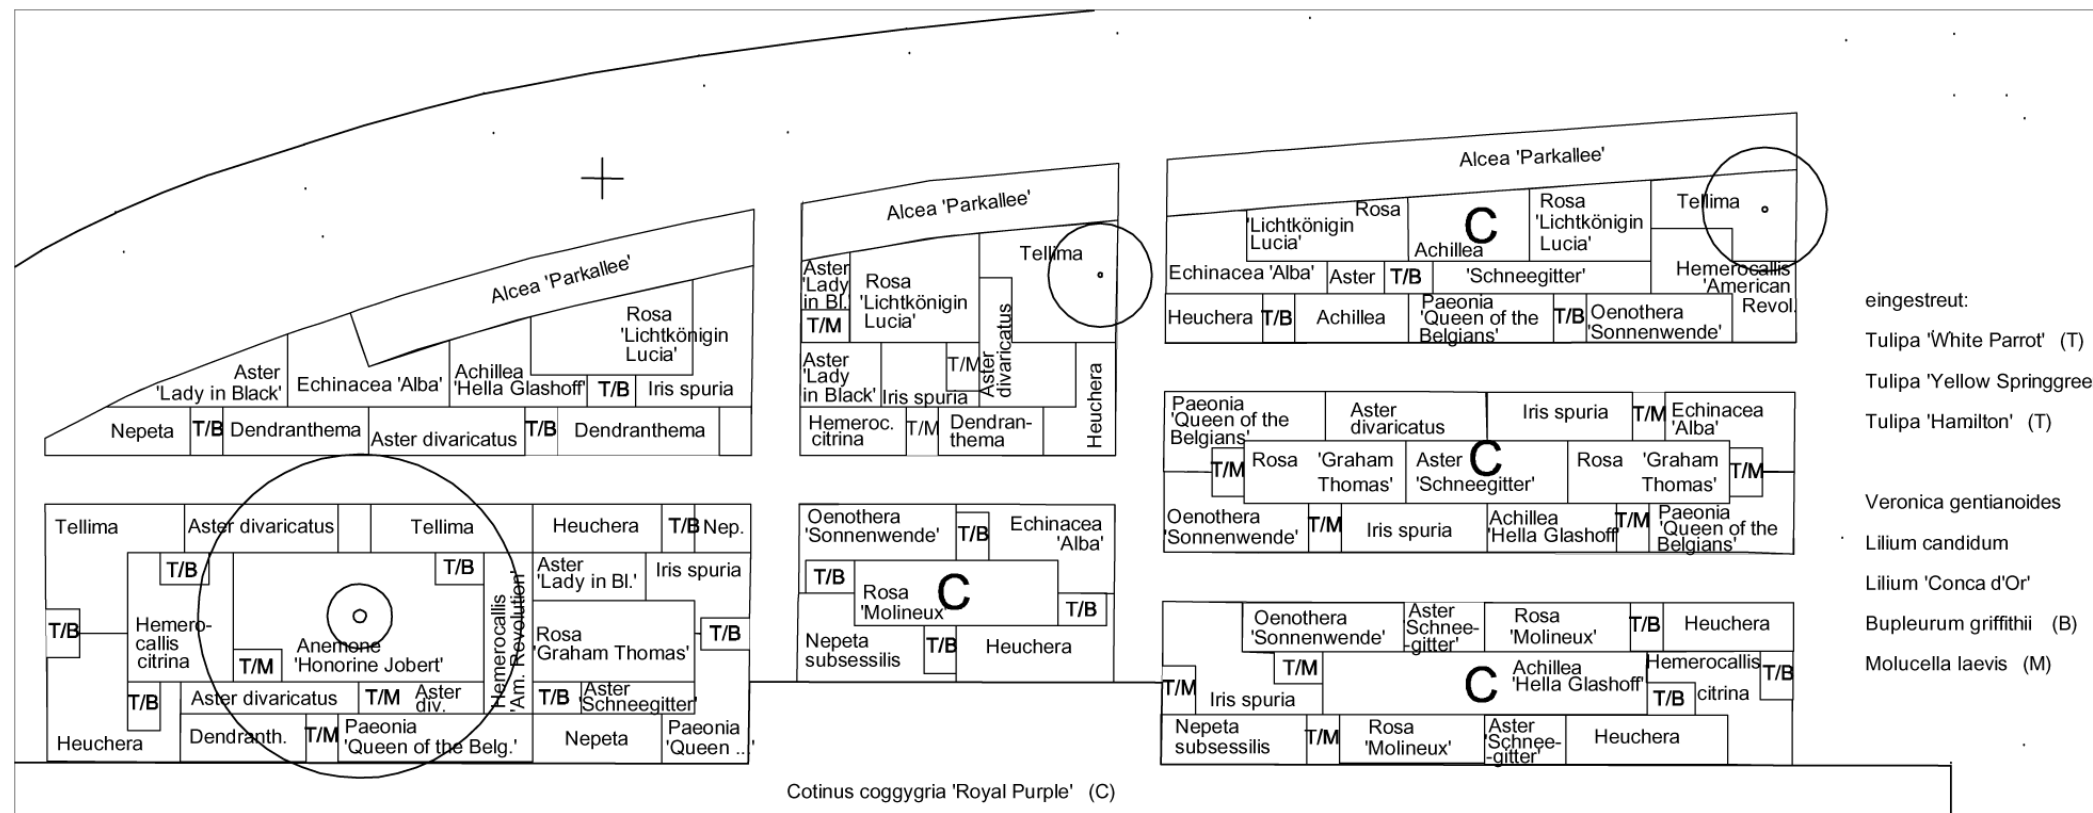 Alcea 'Parkallee'
Rosa
'Lichtkönigin
Lucia'
Aster
'Lady in Black'
Echinacea 'Alba'
Achillea
'Hella Glashoff'
T/B
Iris spuria
Nepeta
T/B
Dendranthema
Aster divaricatus
T/B
Dendranthema
Alcea 'Parkallee'
Aster
'Lady
in Bl.'
T/M
Rosa
'Lichtkönigin
Lucia'
Tellima
Aster
divaricatus
Aster
'Lady
in Black'
Iris spuria
T/M
Heuchera
Hemeroc.
citrina
T/M
Dendran-
thema
Alcea 'Parkallee'
Rosa
'Lichtkönigin
Lucia'
C
Achillea
'Schneegitter'
Rosa
'Lichtkönigin
Lucia'
Tellima
Echinacea 'Alba'
Aster
T/B
Hemerocallis
'American
Revol.
Heuchera
T/B
Achillea
Paeonia
'Queen of the
Belgians'
T/B
Oenothera
'Sonnenwende'
Tellima
Aster divaricatus
Tellima
Heuchera
T/B
Nep.
T/B
T/B
Aster
'Lady in Bl.'
Iris spuria
T/B
Hemero-
callis
citrina
Anemone
'Honorine Jobert'
T/M
Hemerocallis
'Am. Revolution'
Rosa
'Graham Thomas'
T/B
T/B
Aster divaricatus
T/M
Aster
div.
T/B
Aster
'Schneegitter'
Heuchera
Dendranth.
T/M
Paeonia
'Queen of the Belg.'
Nepeta
Paeonia
'Queen ...'
Oenothera
'Sonnenwende'
T/B
Echinacea
'Alba'
T/B
Rosa
'Molineux'
C
T/B
Nepeta
subsessilis
T/B
Heuchera
Paeonia
'Queen of the
Belgians'
Aster
divaricatus
Iris spuria
T/M
Echinacea
'Alba'
T/M
Rosa 'Graham
Thomas'
Aster
'Schneegitter'
C
Rosa 'Graham
Thomas'
T/M
Oenothera
'Sonnenwende'
T/M
Iris spuria
Achillea
'Hella Glashoff'
T/M
Paeonia
'Queen of the
Belgians'
Oenothera
'Sonnenwende'
Aster
'Schnee-
-gitter'
Rosa
'Molineux'
T/B
Heuchera
T/M
T/M
Iris spuria
C
Achillea
'Hella Glashoff'
Hemerocallis
citrina
T/B
T/B
Nepeta
subsessilis
T/M
Rosa
'Molineux'
Aster
'Schnee-
-gitter'
Heuchera
eingestreut:
Tulipa 'White Parrot' (T)
Tulipa 'Yellow Springgree
Tulipa 'Hamilton' (T)
Veronica gentianoides
Lilium candidum
Lilium 'Conca d'Or'
Bupleurum griffithii (B)
Molucella laevis (M)
Cotinus coggygria 'Royal Purple' (C)